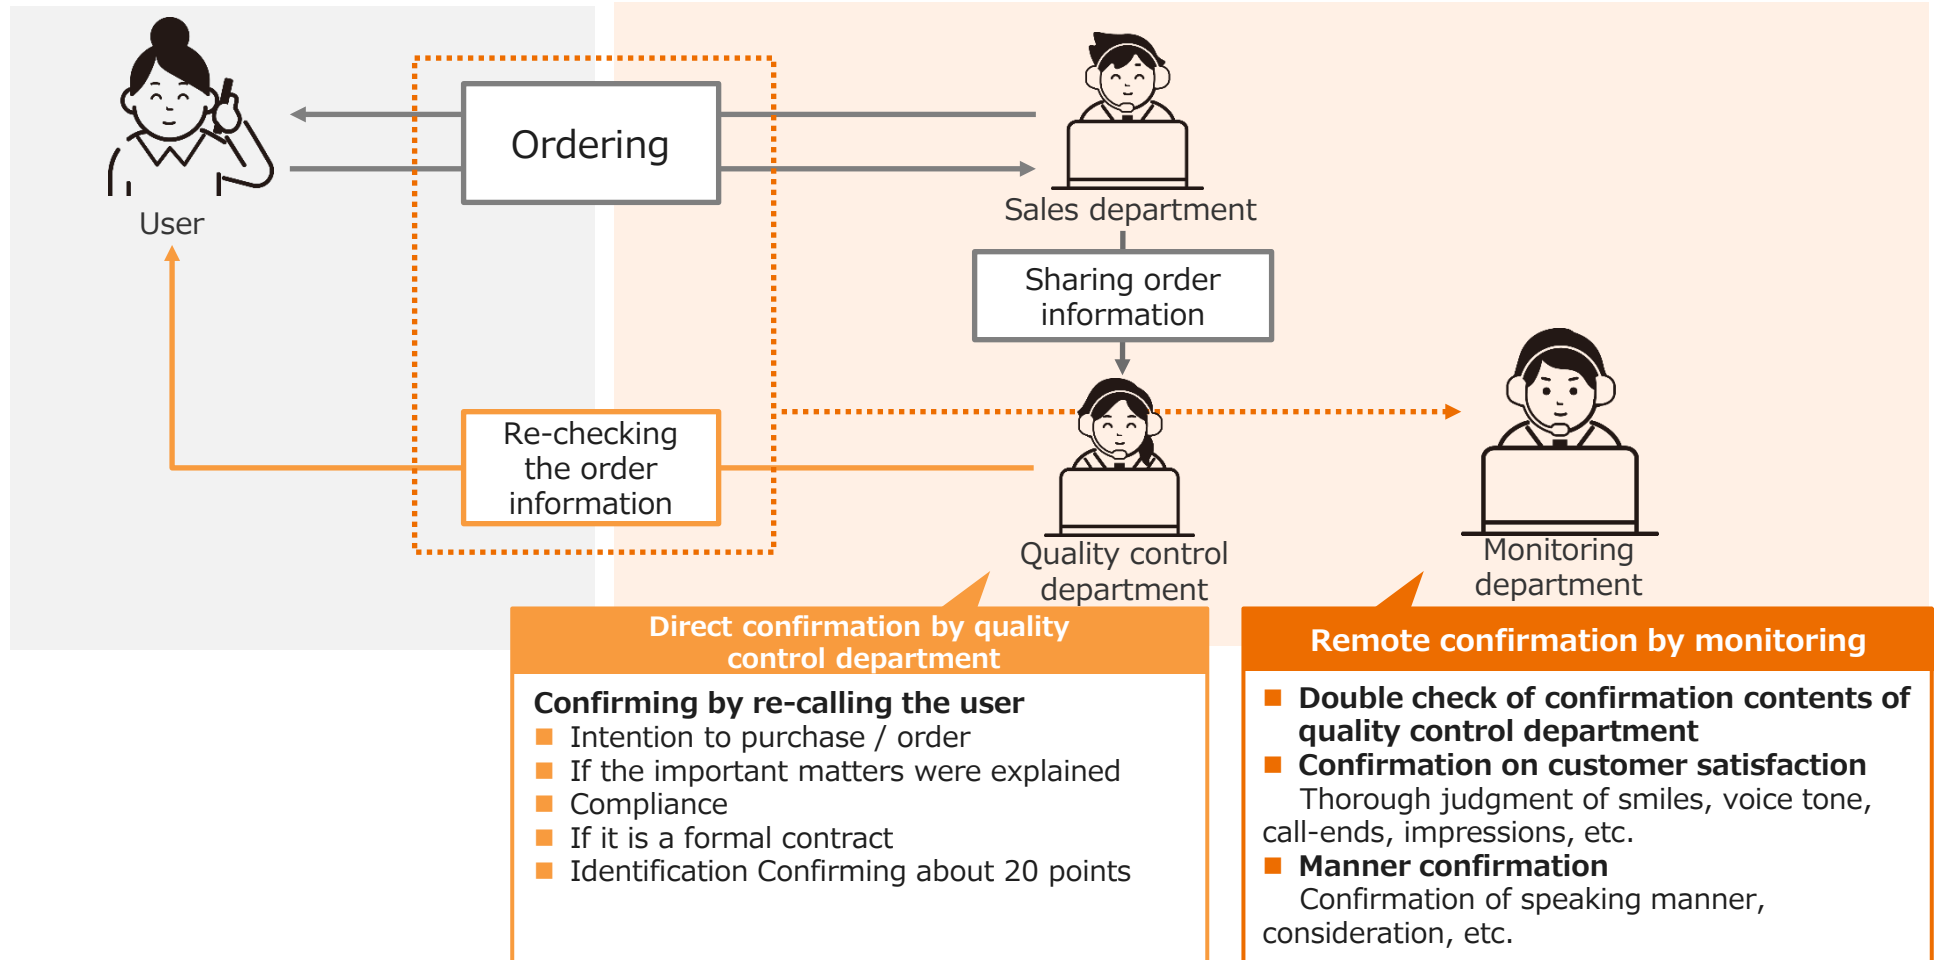 Ordering
User
Sales department
Sharing order
information
Re-checking
the order
information
Quality control
department
Monitoring
department
Direct confirmation by quality
control department
Confirming by re-calling the user
■ Intention to purchase / order
■ If the important matters were explained
■ Compliance
■ If it is a formal contract
■ Identification Confirming about 20 points
Remote confirmation by monitoring
■ Double check of confirmation contents of
quality control department
■ Confirmation on customer satisfaction
Thorough judgment of smiles, voice tone,
call-ends, impressions, etc.
■ Manner confirmation
Confirmation of speaking manner,
consideration, etc.